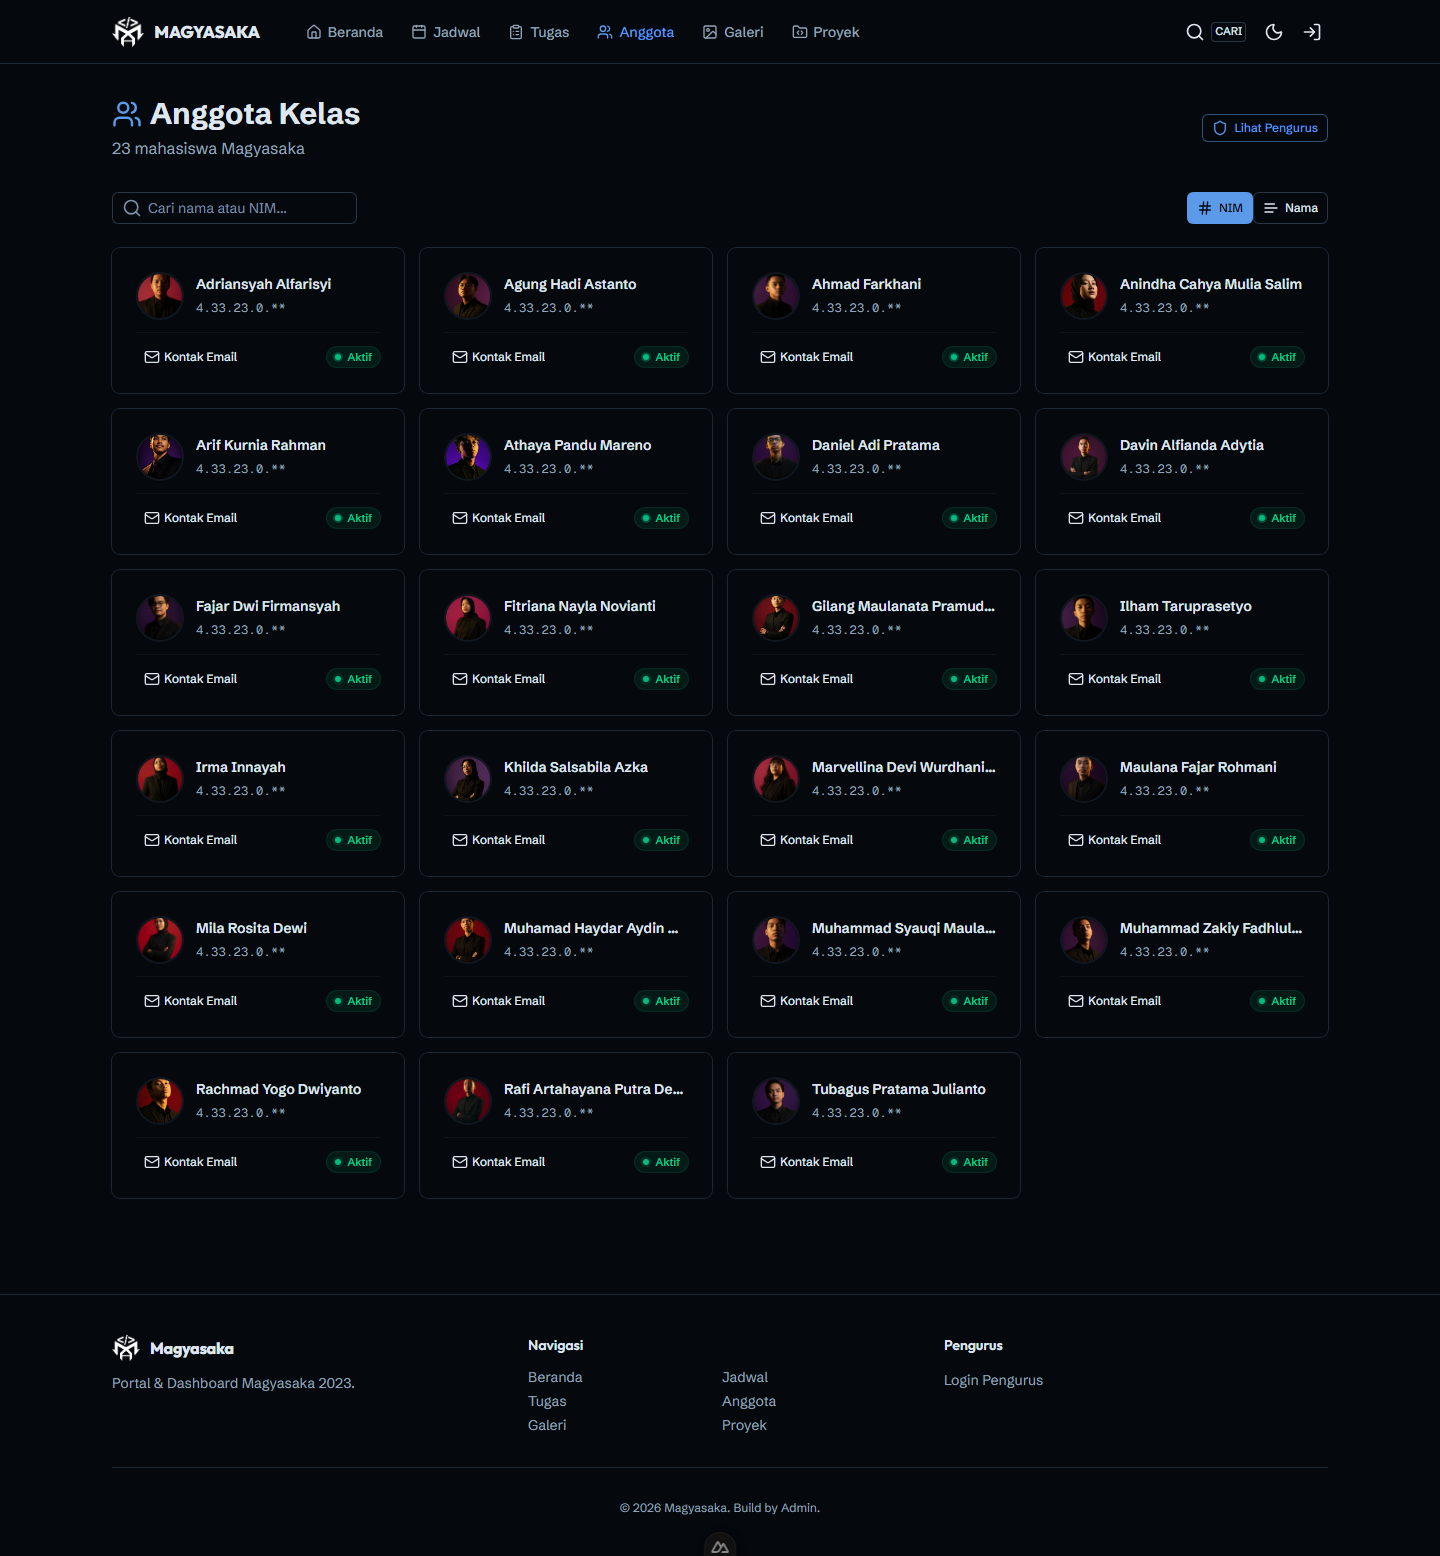 MAGYASAKA
Beranda
Jadwal
Tugas
Anggota
Galeri
Proyek
CARI
Anggota Kelas
23 mahasiswa Magyasaka
Lihat Pengurus
Cari nama atau NIM...
NIM
Nama
Adriansyah Alfarisyi
4.33.23.0.**
Kontak Email
Aktif
Agung Hadi Astanto
4.33.23.0.**
Kontak Email
Aktif
Ahmad Farkhani
4.33.23.0.**
Kontak Email
Aktif
Anindha Cahya Mulia Salim
4.33.23.0.**
Kontak Email
Aktif
Arif Kurnia Rahman
4.33.23.0.**
Kontak Email
Aktif
Athaya Pandu Mareno
4.33.23.0.**
Kontak Email
Aktif
Daniel Adi Pratama
4.33.23.0.**
Kontak Email
Aktif
Davin Alfianda Adytia
4.33.23.0.**
Kontak Email
Aktif
Fajar Dwi Firmansyah
4.33.23.0.**
Kontak Email
Aktif
Fitriana Nayla Novianti
4.33.23.0.**
Kontak Email
Aktif
Gilang Maulanata Pramud...
4.33.23.0.**
Kontak Email
Aktif
Ilham Taruprasetyo
4.33.23.0.**
Kontak Email
Aktif
Irma Innayah
4.33.23.0.**
Kontak Email
Aktif
Khilda Salsabila Azka
4.33.23.0.**
Kontak Email
Aktif
Marvellina Devi Wurdhani...
4.33.23.0.**
Kontak Email
Aktif
Maulana Fajar Rohmani
4.33.23.0.**
Kontak Email
Aktif
Mila Rosita Dewi
4.33.23.0.**
Kontak Email
Aktif
Muhamad Haydar Aydin ...
4.33.23.0.**
Kontak Email
Aktif
Muhammad Syauqi Maula...
4.33.23.0.**
Kontak Email
Aktif
Muhammad Zakiy Fadhlul...
4.33.23.0.**
Kontak Email
Aktif
Rachmad Yogo Dwiyanto
4.33.23.0.**
Kontak Email
Aktif
Rafi Artahayana Putra De...
4.33.23.0.**
Kontak Email
Aktif
Tubagus Pratama Julianto
4.33.23.0.**
Kontak Email
Aktif
Magyasaka
Portal & Dashboard Magyasaka 2023.
Navigasi
Beranda
Jadwal
Tugas
Anggota
Galeri
Proyek
Pengurus
Login Pengurus
© 2026 Magyasaka. Build by Admin.